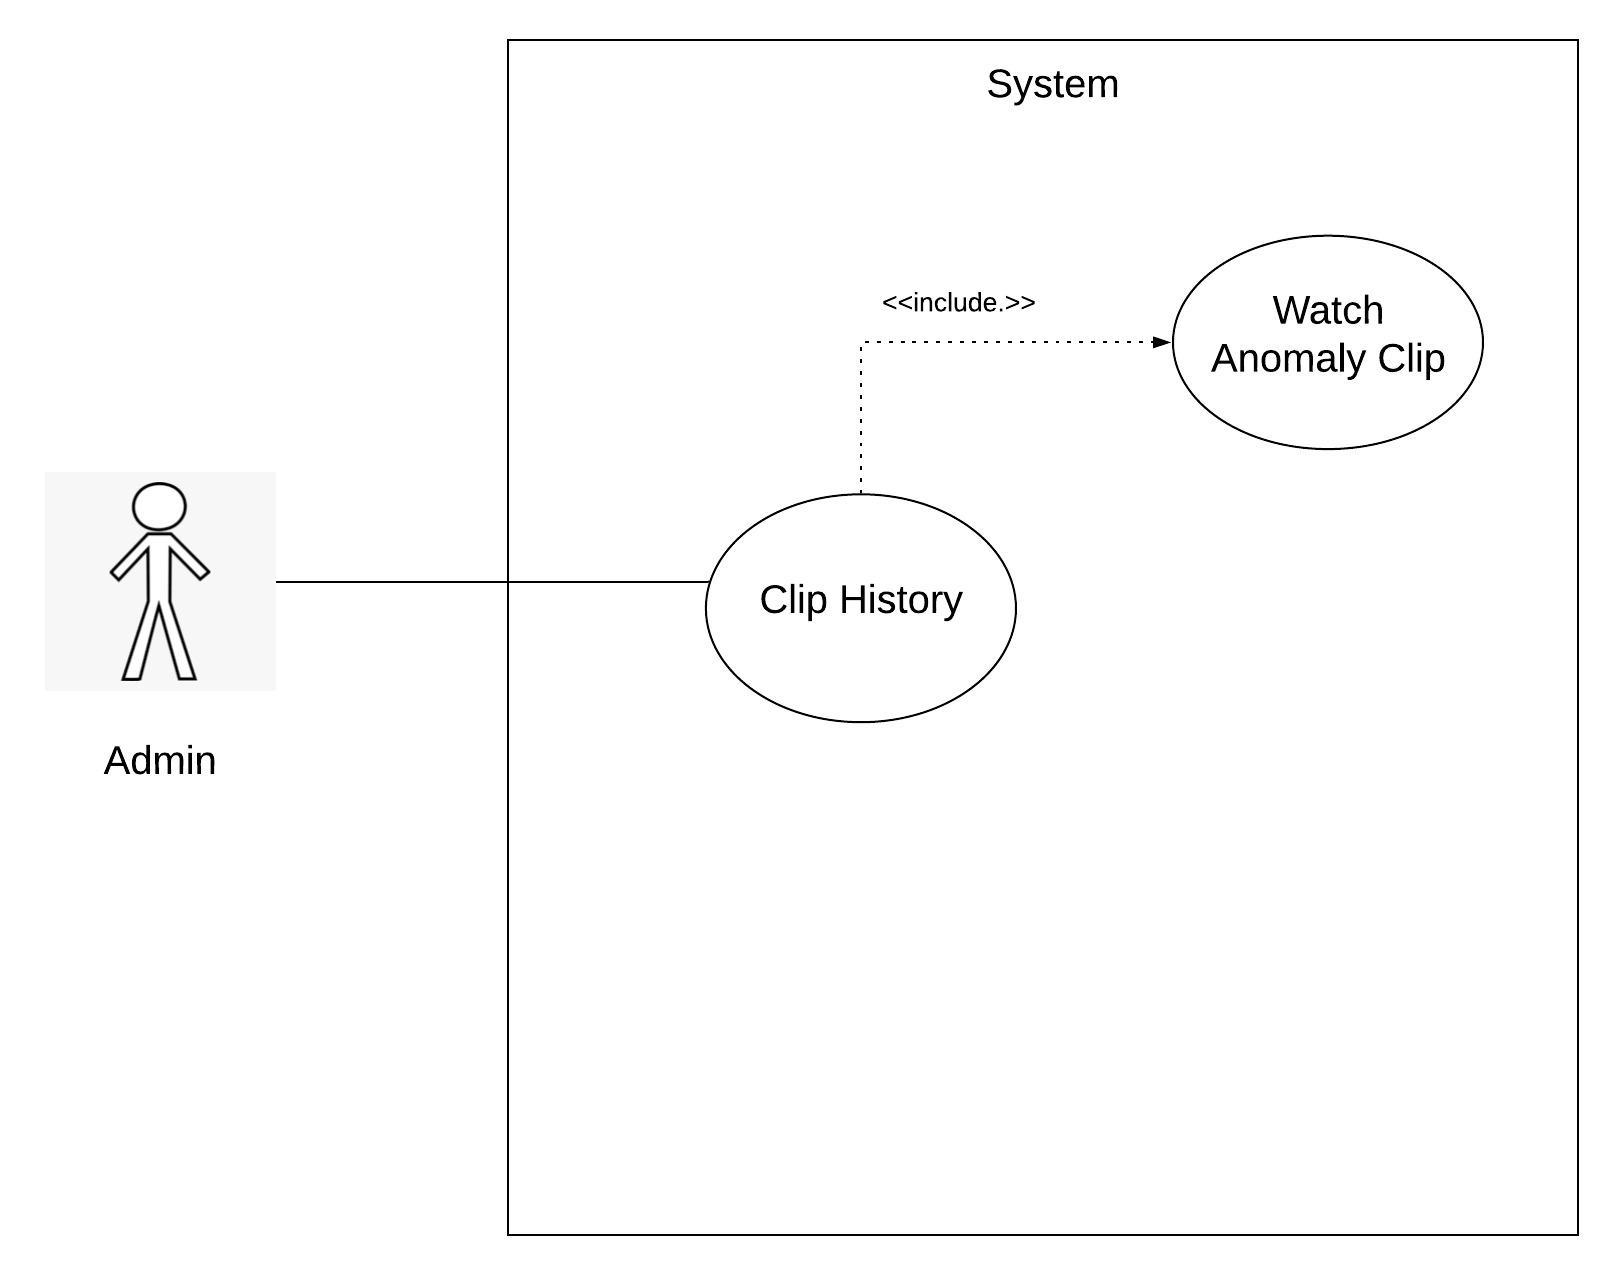 System
<<include.>>
Watch
Anomaly Clip
Clip History
Admin